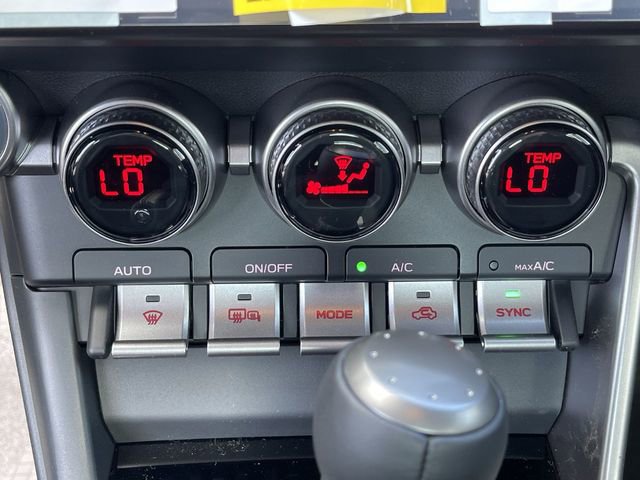 TEMP
LO
TEMP
LO
AUTO
ON/OFF
A/C
MAX A/C
MODE
SYNC